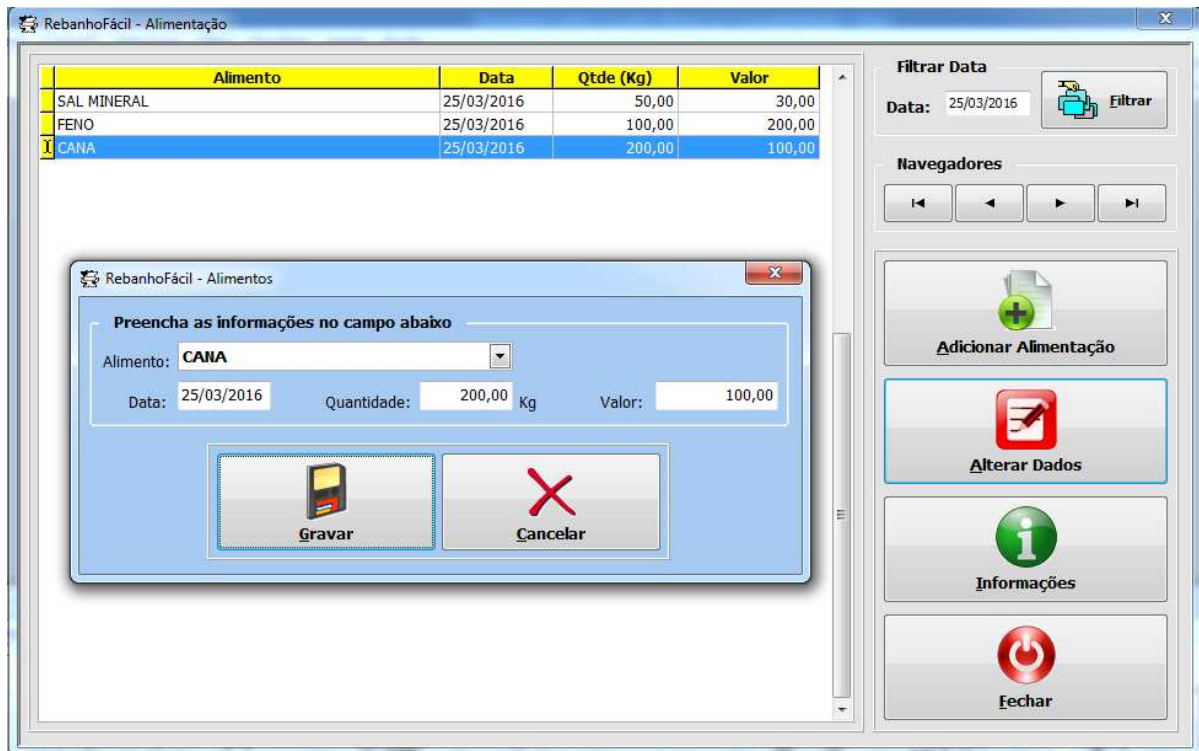 RebanhoFácil - Alimentação
Alimento Data Qtde (Kg) Valor
SAL MINERAL 25/03/2016 50,00 30,00
FENO 25/03/2016 100,00 200,00
CANA 25/03/2016 200,00 100,00
Filtrar Data
Data: 25/03/2016 Filtrar
Navegadores
RebanhoFácil - Alimentos
Preencha as informações no campo abaixo
Alimento: CANA
Data: 25/03/2016 Quantidade: 200,00 Kg Valor: 100,00
Gravar Cancelar
Adicionar Alimentação
Alterar Dados
Informações
Fechar